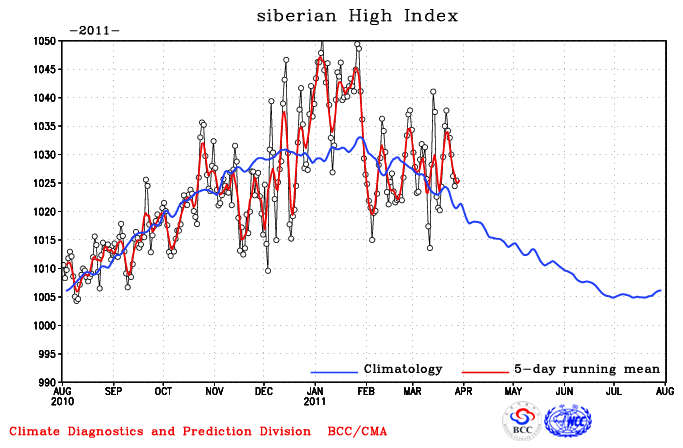 siberian High Index
-2011-
1050
1045
1040
1035
1030
1025
1020
1015
1010
1005
1000
995
990
Climatology
5-day running mean
AUG SEP OCT NOV DEC JAN FEB MAR APR MAY JUN JUL AUG
2010 2011
Climate Diagnostics and Prediction Division BCC/CMA
BCC
NCC